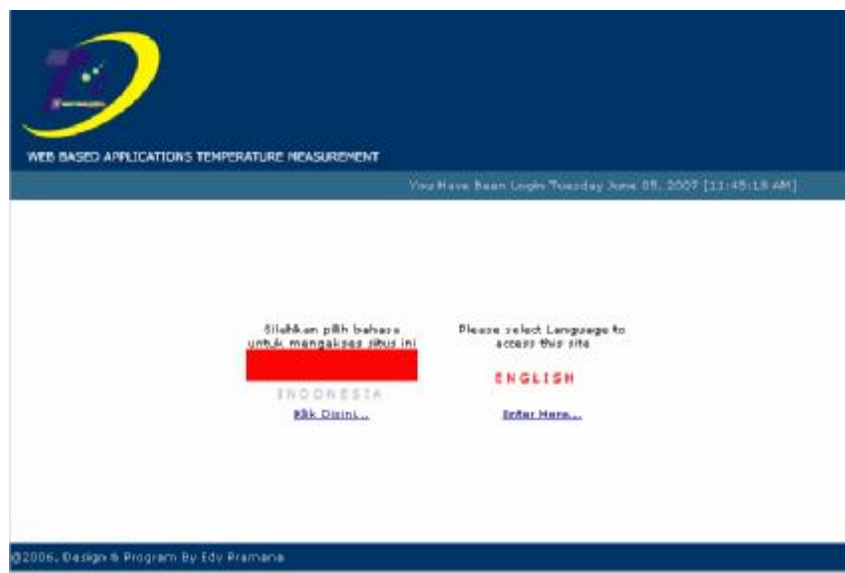 WEB BASED APPLICATIONS TEMPERATURE MEASUREMENT
You Have Been Login Tuesday June 05, 2007 [11:45:18 AM]
Silahkan pilih bahasa
untuk mengakses situs ini
INDONESIA
Klik Disini...
Please select Language to
access this site
ENGLISH
Enter Here...
@2006, Design & Program By Edy Pramana